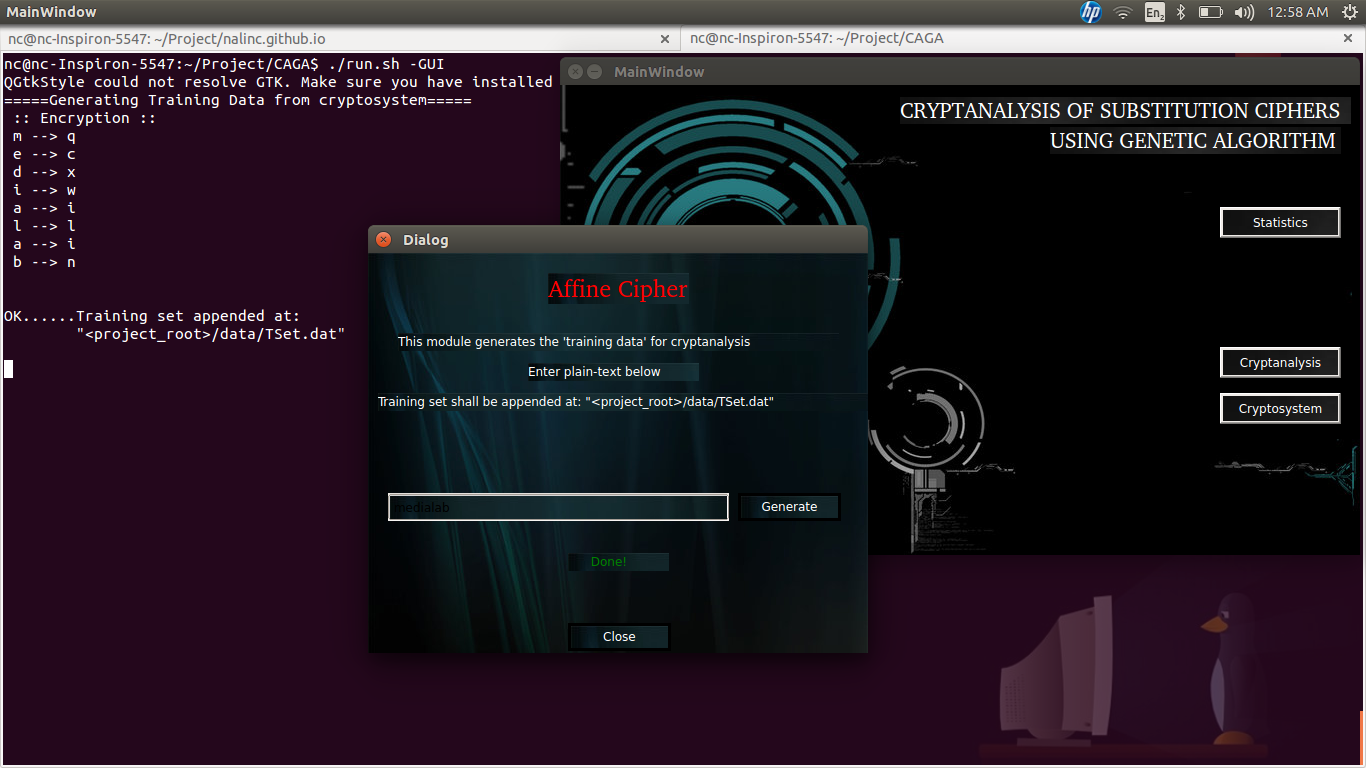 MainWindow
En2
12:58 AM
nc@nc-Inspiron-5547: ~/Project/nalinc.github.io
nc@nc-Inspiron-5547: ~/Project/CAGA
nc@nc-Inspiron-5547:~/Project/CAGA$ ./run.sh -GUI
QGtkStyle could not resolve GTK. Make sure you have installed
=====Generating Training Data from cryptosystem=====
:: Encryption ::
m --> q
e --> c
d --> x
i --> w
a --> i
l --> l
a --> i
b --> n
OK......Training set appended at:
"<project_root>/data/TSet.dat"
MainWindow
CRYPTANALYSIS OF SUBSTITUTION CIPHERS
USING GENETIC ALGORITHM
Statistics
Cryptanalysis
Cryptosystem
Dialog
Affine Cipher
This module generates the 'training data' for cryptanalysis
Enter plain-text below
Training set shall be appended at: "<project_root>/data/TSet.dat"
medialab
Generate
Done!
Close
hp